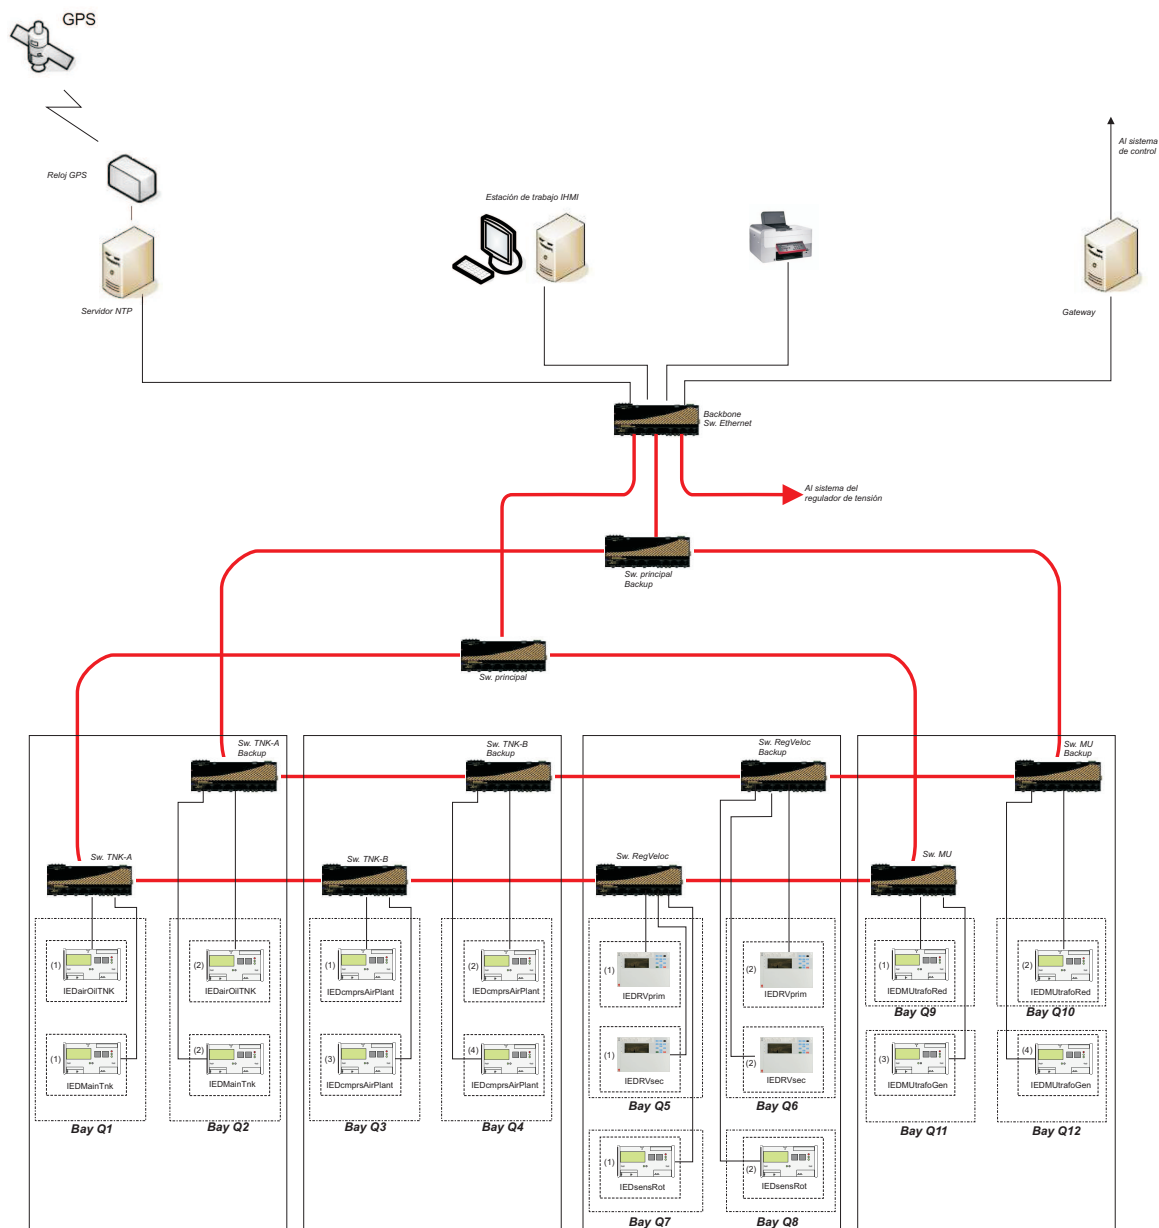 GPS
Reloj GPS
Servidor NTP
Estación de trabajo IHMI
Al sistema
de control
Gateway
Backbone
Sw. Ethernet
Al sistema del
regulador de tensión
Sw. principal
Backup
Sw. principal
Sw. TNK-A
Backup
Sw. TNK-B
Backup
Sw. RegVeloc
Backup
Sw. MU
Backup
Sw. TNK-A
Sw. TNK-B
Sw. RegVeloc
Sw. MU
(1)
IEDairOilTNK
(2)
IEDairOilTNK
(1)
IEDcmprsAirPlant
(2)
IEDcmprsAirPlant
(1)
IEDRVprim
(2)
IEDRVprim
(1)
IEDMUtrafoRed
Bay Q9
(2)
IEDMUtrafoRed
Bay Q10
(1)
IEDMainTnk
Bay Q1
(2)
IEDMainTnk
Bay Q2
(3)
IEDcmprsAirPlant
Bay Q3
(4)
IEDcmprsAirPlant
Bay Q4
(1)
IEDRVsec
Bay Q5
(2)
IEDRVsec
Bay Q6
(3)
IEDMUtrafoGen
Bay Q11
(4)
IEDMUtrafoGen
Bay Q12
(1)
IEDsensRot
Bay Q7
(2)
IEDsensRot
Bay Q8